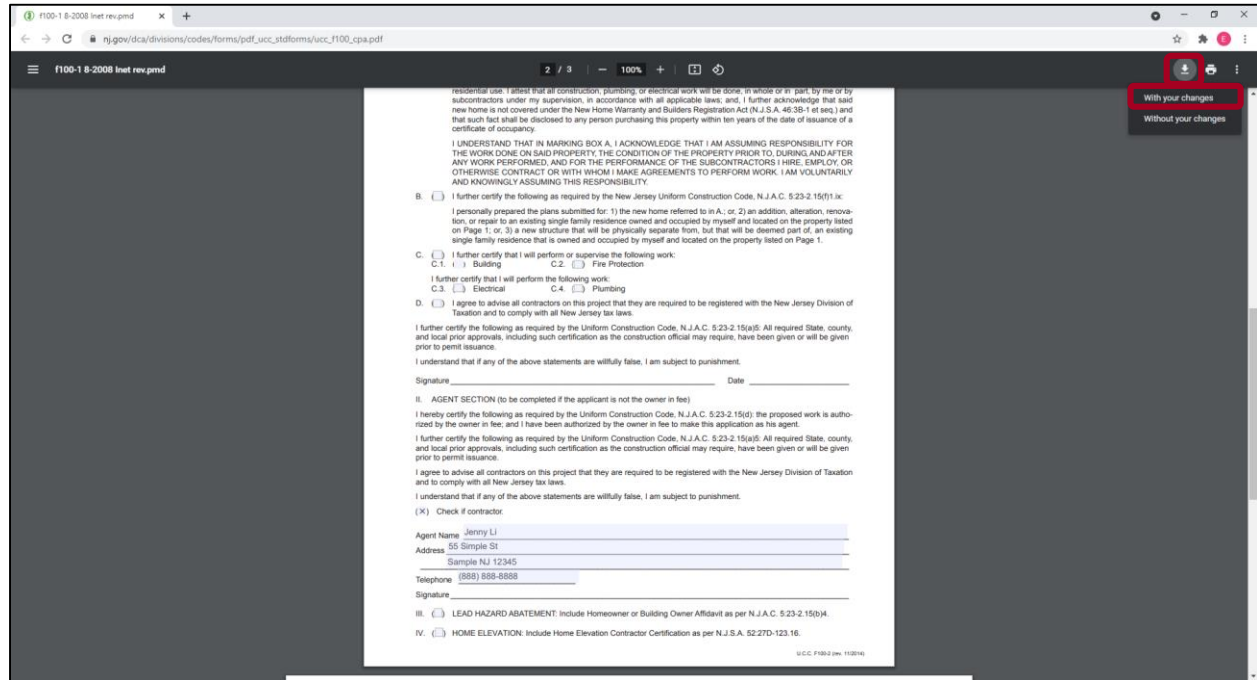 f100-1 8-2008 Inet rev.pmd
nj.gov/dca/divisions/codes/forms/pdf_ucc_stdforms/ucc_f100_cpa.pdf
E
f100-1 8-2008 Inet rev.pmd
2 / 3
100%
With your changes
Without your changes
residential use. I attest that all construction, plumbing, or electrical work will be done, in whole or in part, by me or by
subcontractors under my supervision, in accordance with all applicable laws; and, I further acknowledge that said
new home is not covered under the New Home Warranty and Builders Registration Act (N.J.S.A. 46:3B-1 et seq.) and
that such fact shall be disclosed to any person purchasing this property within ten years of the date of issuance of a
certificate of occupancy.
I UNDERSTAND THAT IN MARKING BOX A, I ACKNOWLEDGE THAT I AM ASSUMING RESPONSIBILITY FOR
THE WORK DONE ON SAID PROPERTY, THE CONDITION OF THE PROPERTY PRIOR TO, DURING, AND AFTER
ANY WORK PERFORMED, AND FOR THE PERFORMANCE OF THE SUBCONTRACTORS I HIRE, EMPLOY, OR
OTHERWISE CONTRACT OR WITH WHOM I MAKE AGREEMENTS TO PERFORM WORK. I AM VOLUNTARILY
AND KNOWINGLY ASSUMING THIS RESPONSIBILITY.
B. ( ) I further certify the following as required by the New Jersey Uniform Construction Code, N.J.A.C. 5:23-2.15(f)1.ix:
I personally prepared the plans submitted for: 1) the new home referred to in A.; or, 2) an addition, alteration, renova-
tion, or repair to an existing single family residence owned and occupied by myself and located on the property listed
on Page 1; or, 3) a new structure that will be physically separate from, but that will be deemed part of, an existing
single family residence that is owned and occupied by myself and located on the property listed on Page 1.
C. ( ) I further certify that I will perform or supervise the following work:
C.1. ( ) Building C.2. ( ) Fire Protection
I further certify that I will perform the following work:
C.3. ( ) Electrical C.4. ( ) Plumbing
D. ( ) I agree to advise all contractors on this project that they are required to be registered with the New Jersey Division of
Taxation and to comply with all New Jersey tax laws.
I further certify the following as required by the Uniform Construction Code, N.J.A.C. 5:23-2.15(a)5: All required State, county,
and local prior approvals, including such certification as the construction official may require, have been given or will be given
prior to pemit issuance.
I understand that if any of the above statements are willfully false, I am subject to punishment.
Signature Date
II. AGENT SECTION (to be completed if the applicant is not the owner in fee)
I hereby certify the following as required by the Uniform Construction Code, N.J.A.C. 5:23-2.15(d): the proposed work is autho-
rized by the owner in fee; and I have been authorized by the owner in fee to make this application as his agent.
I further certify the following as required by the Uniform Construction Code, N.J.A.C. 5:23-2.15(a)5: All required State, county,
and local prior approvals, including such certification as the construction official may require, have been given or will be given
prior to permit issuance.
I agree to advise all contractors on this project that they are required to be registered with the New Jersey Division of Taxation
and to comply with all New Jersey tax laws.
I understand that if any of the above statements are willfully false, I am subject to punishment.
(X) Check if contractor.
Agent Name Jenny Li
Address 55 Simple St
Sample NJ 12345
Telephone (888) 888-8888
Signature
III. ( ) LEAD HAZARD ABATEMENT: Include Homeowner or Building Owner Affidavit as per N.J.A.C. 5:23-2.15(b)4.
IV. ( ) HOME ELEVATION: Include Home Elevation Contractor Certification as per N.J.S.A. 52:27D-123.16.
U.C.C. F100-2 (rev. 11/2014)